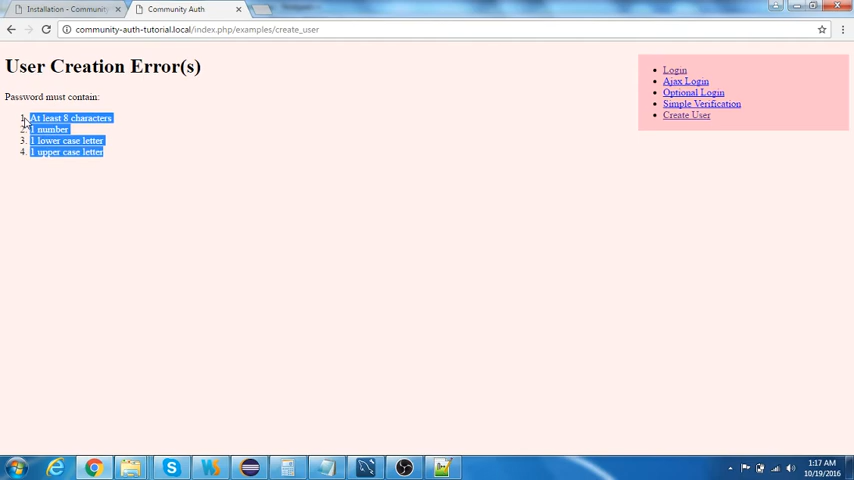 Installation - Community
Community Auth
community-auth-tutorial.local/index.php/examples/create_user
User Creation Error(s)
Password must contain:
1. At least 8 characters
2. 1 number
3. 1 lower case letter
4. 1 upper case letter
Login
Ajax Login
Optional Login
Simple Verification
Create User
1:17 AM
10/19/2016